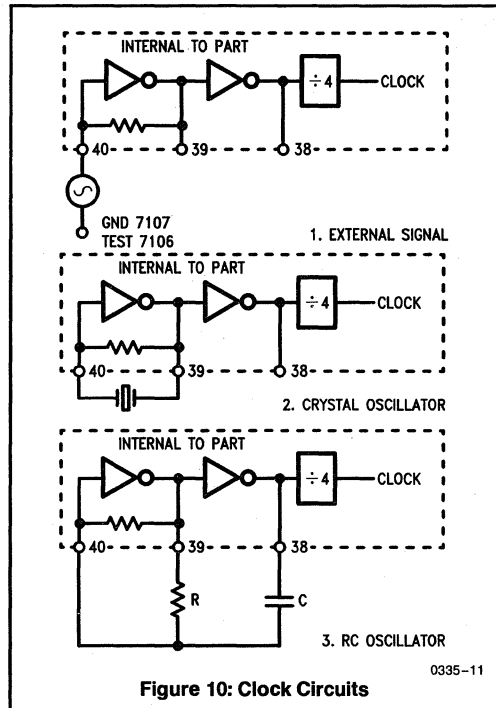 INTERNAL TO PART
÷4
CLOCK
40
39
38
GND 7107
TEST 7106
1. EXTERNAL SIGNAL
INTERNAL TO PART
÷4
CLOCK
40
39
38
2. CRYSTAL OSCILLATOR
INTERNAL TO PART
÷4
CLOCK
40
39
38
R
C
3. RC OSCILLATOR
0335-11
Figure 10: Clock Circuits